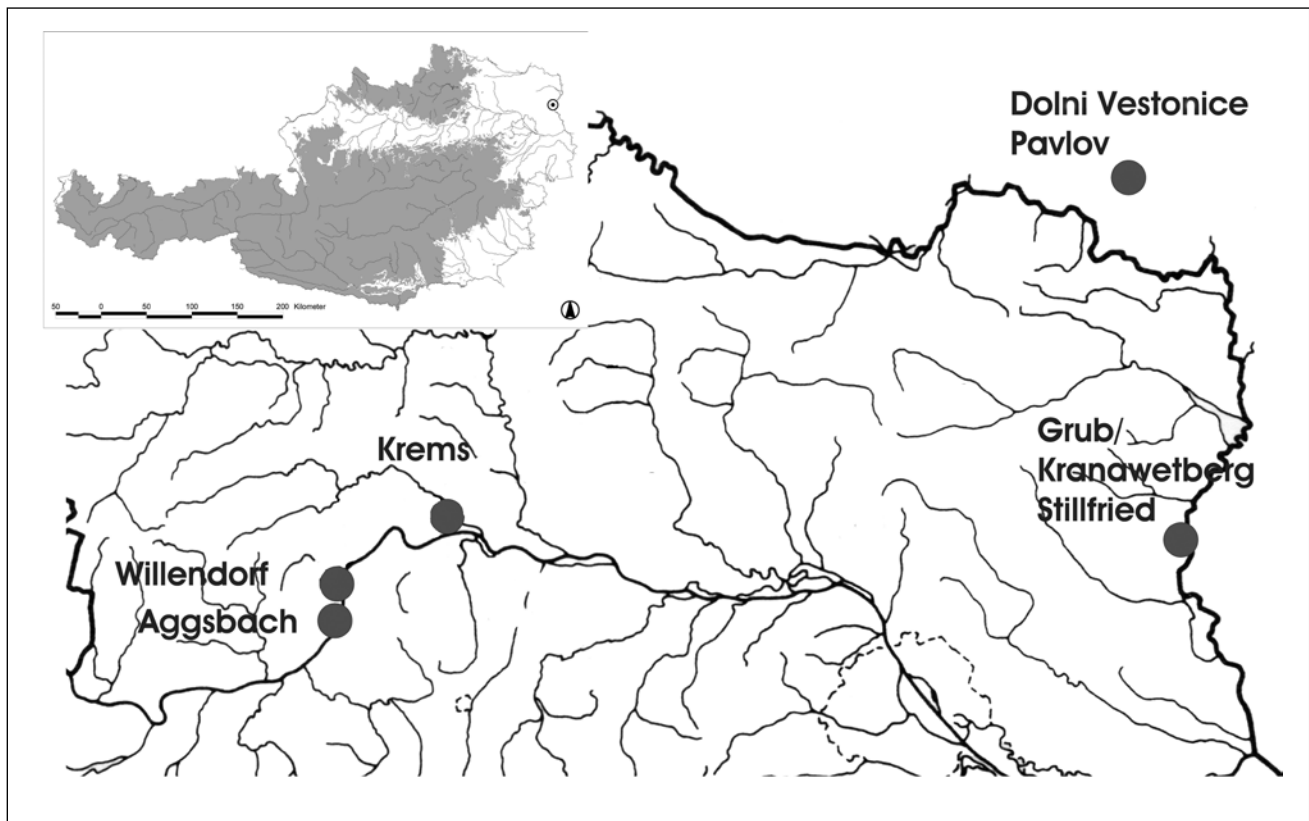 50 0 50 100 150 200 Kilometer
Dolni Vestonice
Pavlov
Krems
Grub/
Kranawetberg
Stillfried
Willendorf
Aggsbach